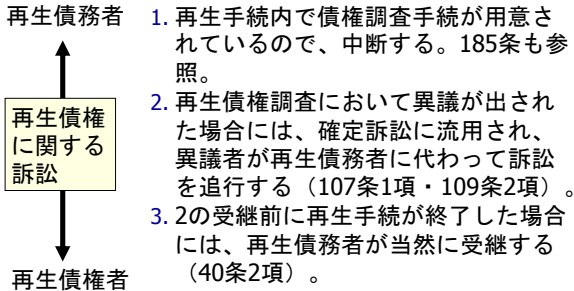 再生債務者
再生債権
に関する
訴訟
再生債権者
1. 再生手続内で債権調査手続が用意さ
れているので、中断する。185条も参
照。
2. 再生債権調査において異議が出され
た場合には、確定訴訟に流用され、
異議者が再生債務者に代わって訴訟
を追行する（107条1項・109条2項）。
3. 2の受継前に再生手続が終了した場合
には、再生債務者が当然に受継する
（40条2項）。